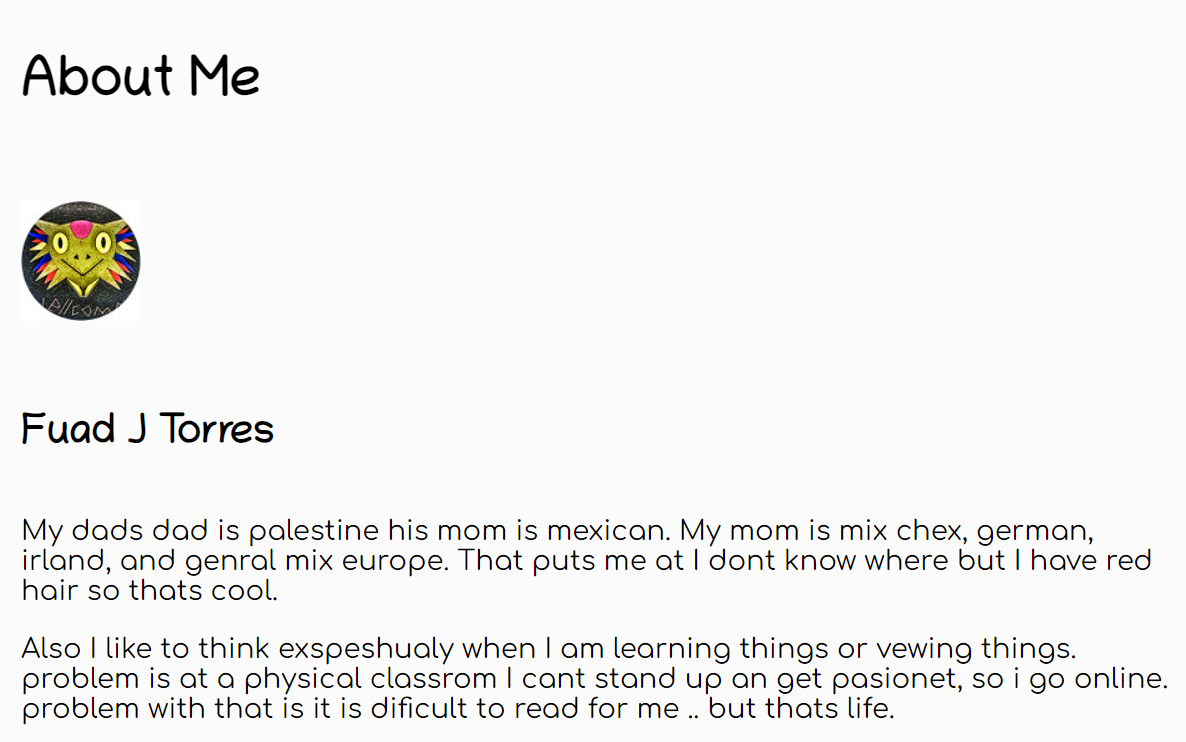 About Me
Fuad J Torres
My dads dad is palestine his mom is mexican. My mom is mix chex, german,
irland, and genral mix europe. That puts me at I dont know where but I have red
hair so thats cool.
Also I like to think exspeshualy when I am learning things or vewing things.
problem is at a physical classrom I cant stand up an get pasionet, so i go online.
problem with that is it is dificult to read for me .. but thats life.